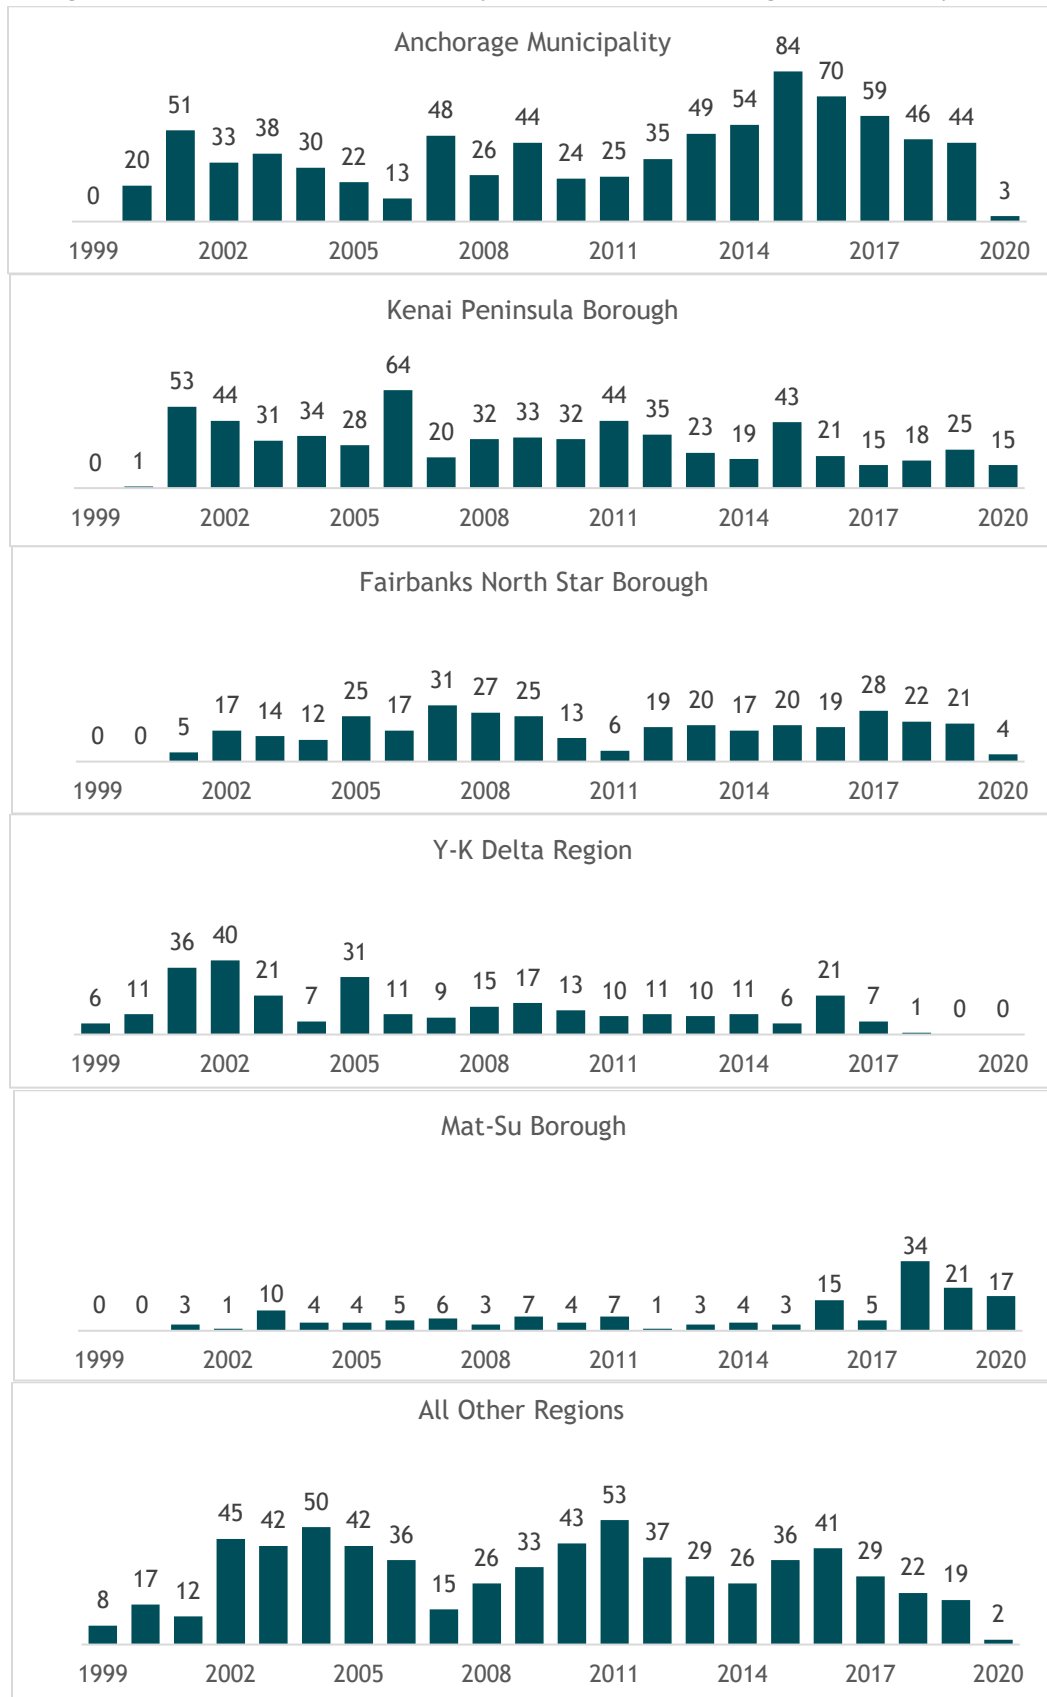 Anchorage Municipality
0 20 51 33 38 30 22 13 48 26 44 24 25 35 49 54 84 70 59 46 44 3
1999 2002 2005 2008 2011 2014 2017 2020
Kenai Peninsula Borough
0 1 53 44 31 34 28 64 20 32 33 32 44 35 23 19 43 21 15 18 25 15
1999 2002 2005 2008 2011 2014 2017 2020
Fairbanks North Star Borough
0 0 5 17 14 12 25 17 31 27 25 13 6 19 20 17 20 19 28 22 21 4
1999 2002 2005 2008 2011 2014 2017 2020
Y-K Delta Region
6 11 36 40 21 7 31 11 9 15 17 13 10 11 10 11 6 21 7 1 0 0
1999 2002 2005 2008 2011 2014 2017 2020
Mat-Su Borough
0 0 3 1 10 4 4 5 6 3 7 4 7 1 3 4 3 15 5 34 21 17
1999 2002 2005 2008 2011 2014 2017 2020
All Other Regions
8 17 12 45 42 50 42 36 15 26 33 43 53 37 29 26 36 41 29 22 19 2
1999 2002 2005 2008 2011 2014 2017 2020